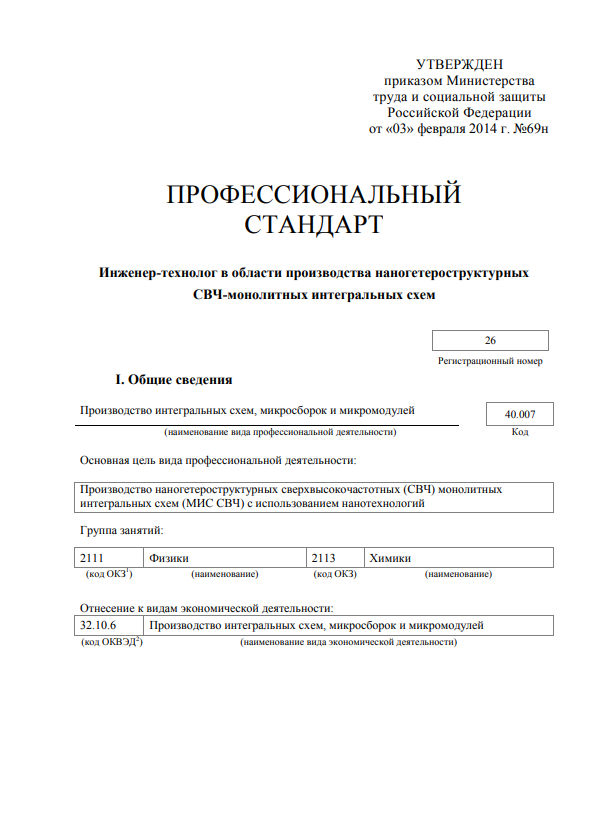 УТВЕРЖДЕН
приказом Министерства
труда и социальной защиты
Российской Федерации
от «03» февраля 2014 г. №69н
ПРОФЕССИОНАЛЬНЫЙ
СТАНДАРТ
Инженер-технолог в области производства наногетероструктурных
СВЧ-монолитных интегральных схем
26
Регистрационный номер
I. Общие сведения
Производство интегральных схем, микросборок и микромодулей 40.007
(наименование вида профессиональной деятельности) Код
Основная цель вида профессиональной деятельности:
Производство наногетероструктурных сверхвысокочастотных (СВЧ) монолитных
интегральных схем (МИС СВЧ) с использованием нанотехнологий
Группа занятий:
2111 Физики 2113 Химики
(код ОКЗ1) (наименование) (код ОКЗ) (наименование)
Отнесение к видам экономической деятельности:
32.10.6 Производство интегральных схем, микросборок и микромодулей
(код ОКВЭД2) (наименование вида экономической деятельности)